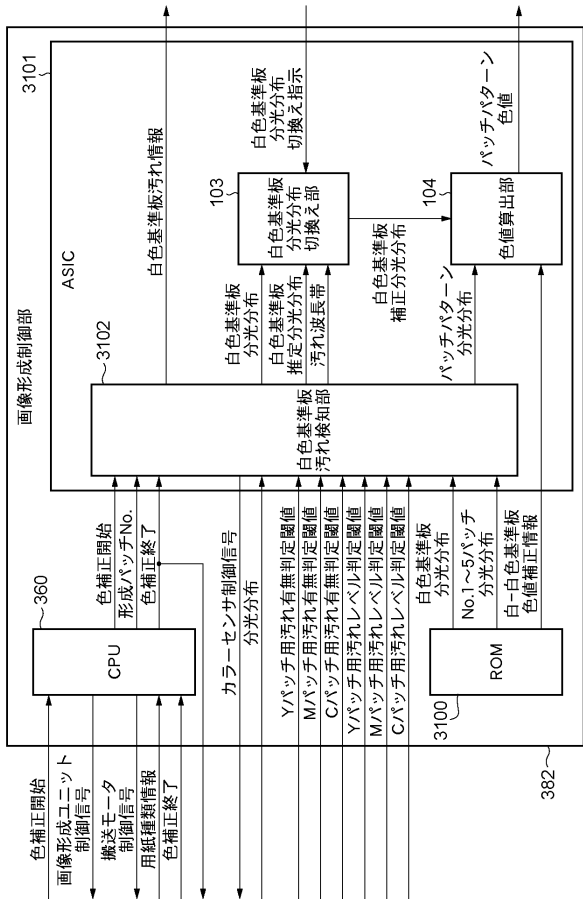 画像形成制御部
3101
ASIC
白色基準板汚れ情報
白色基準板
分光分布
切換え指示
パッチパターン
色値
103
白色基準板
分光分布
切換え部
104
色値算出部
白色基準板
分光分布
白色基準板
推定分光分布
汚れ波長帯
白色基準板
補正分光分布
パッチパターン
分光分布
3102
白色基準板
汚れ検知部
色補正開始
形成パッチNo.
色補正終了
カラーセンサ制御信号
分光分布
Yパッチ用汚れ有無判定閾値
Mパッチ用汚れ有無判定閾値
Cパッチ用汚れ有無判定閾値
Yパッチ用汚れレベル判定閾値
Mパッチ用汚れレベル判定閾値
Cパッチ用汚れレベル判定閾値
白色基準板
分光分布
No.1～5パッチ
分光分布
白-白色基準板
色値補正情報
360
CPU
3100
ROM
382
色補正開始
画像形成ユニット
制御信号
搬送モータ
制御信号
用紙種類情報
色補正終了